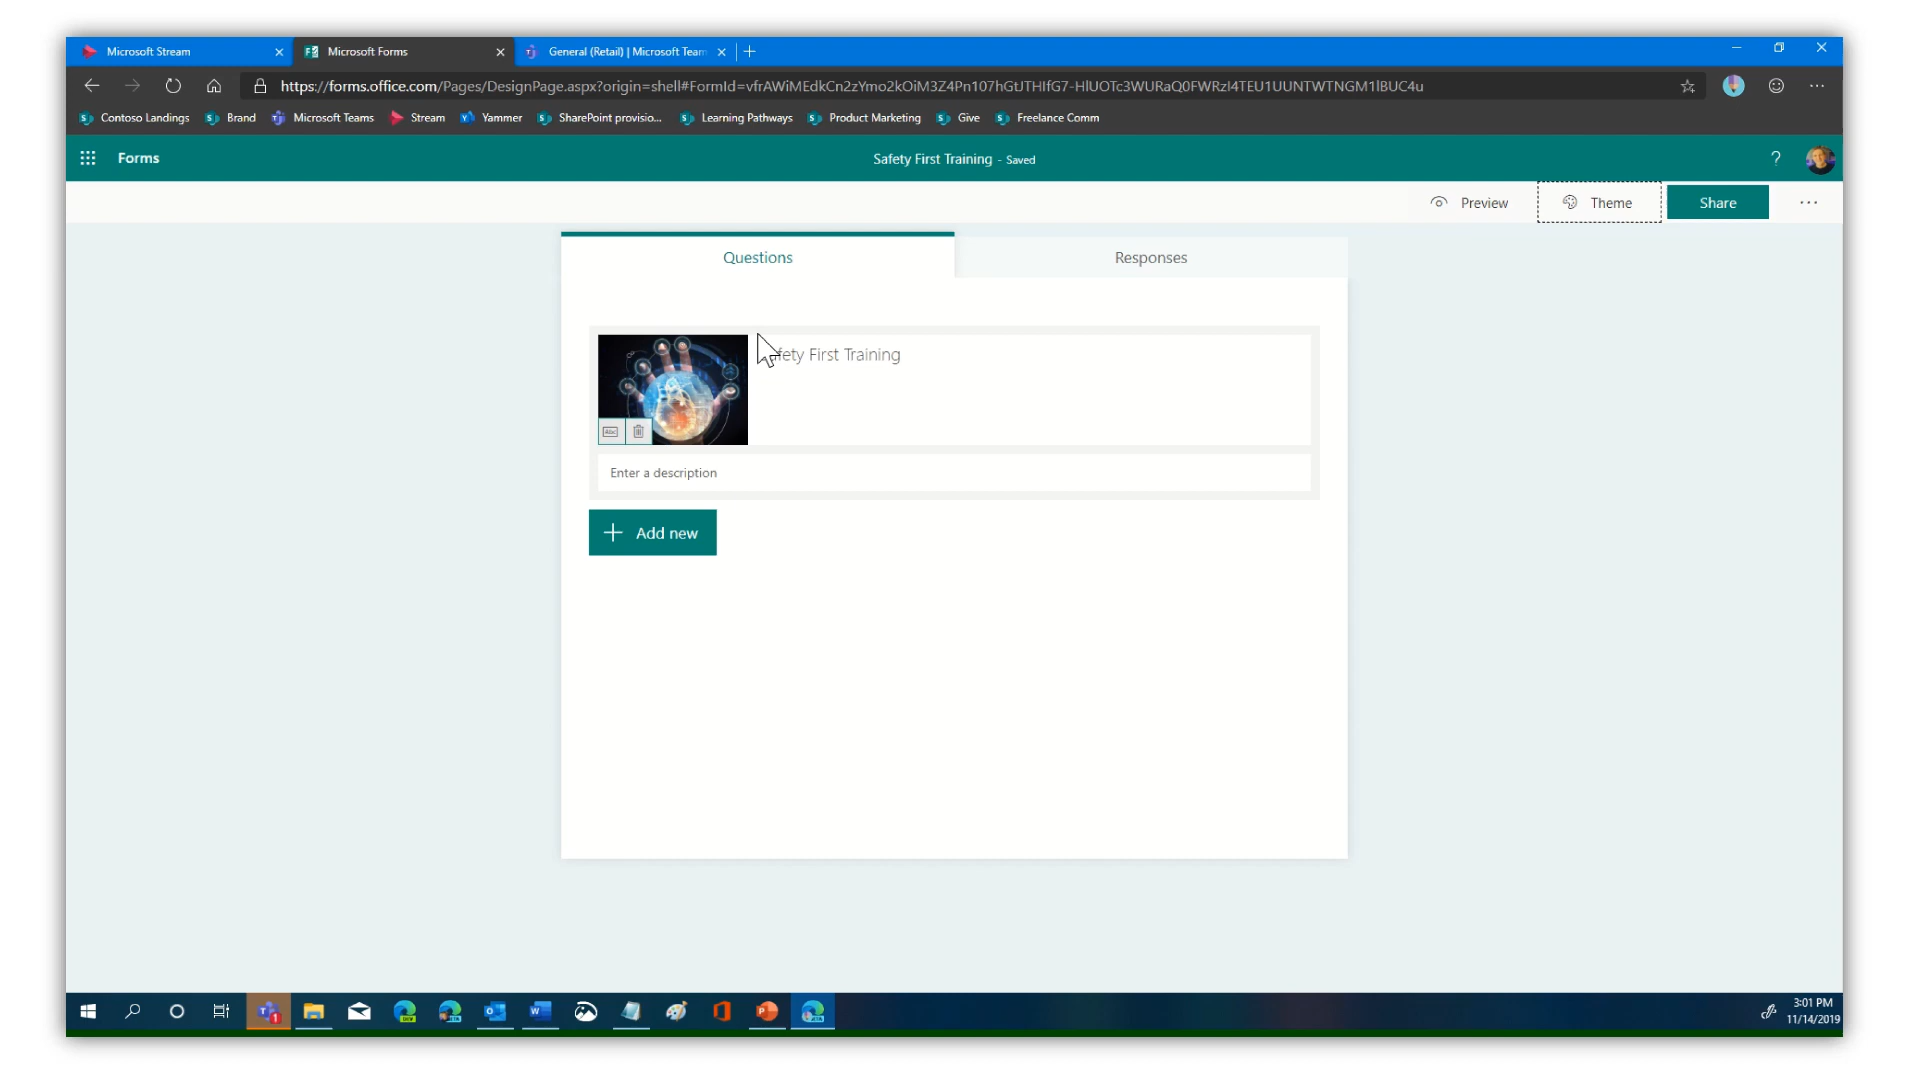 Microsoft Stream
Microsoft Forms
General (Retail) | Microsoft Team
https://forms.office.com/Pages/DesignPage.aspx?origin=shell#FormId=vfrAWiMEdkCn2zYmo2kOiM3Z4Pn107hGtJTHIfG7-HlUOTc3WURaQ0FWRzI4TEU1UUNTWTNGM1lBUC4u
Contoso Landings
Brand
Microsoft Teams
Stream
Yammer
SharePoint provisio...
Learning Pathways
Product Marketing
Give
Freelance Comm
Forms
Safety First Training - Saved
?
Preview
Theme
Share
Questions
Responses
fety First Training
Abc
Enter a description
Add new
3:01 PM
11/14/2019